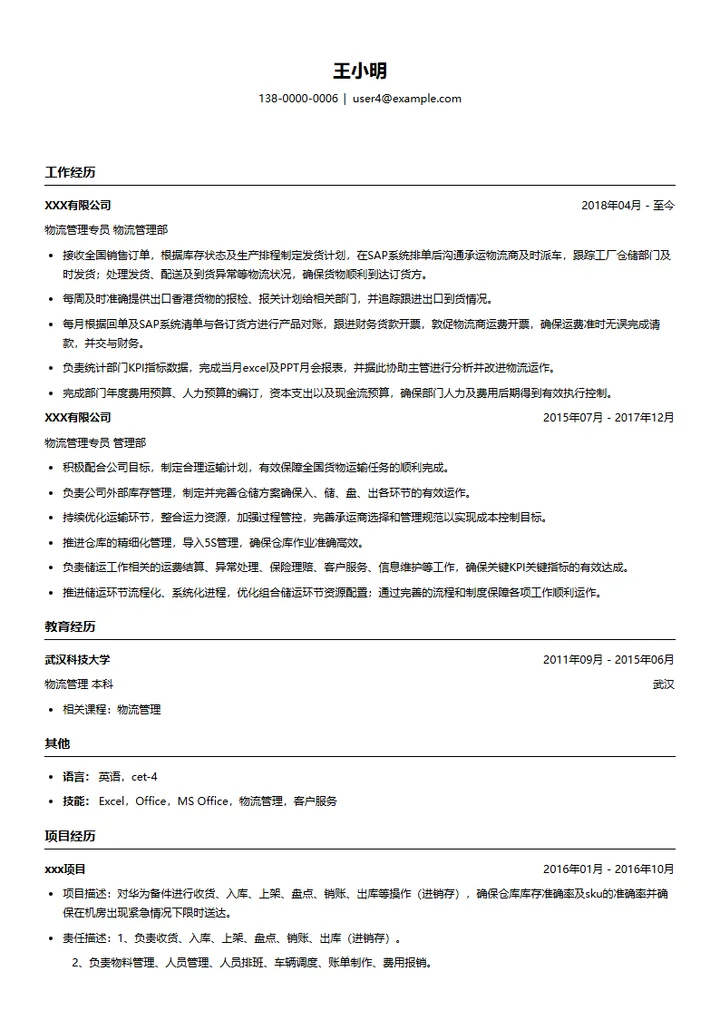 王小明
138-0000-0006 | user4@example.com
工作经历
XXX有限公司 2018年04月 - 至今
物流管理专员 物流管理部
• 接收全国销售订单，根据库存状态及生产排程制定发货计划，在SAP系统排单后沟通承运物流商及时派车，跟踪工厂仓储部门及
时发货；处理发货、配送及到货异常等物流状况，确保货物顺利到达订货方。
• 每周及时准确提供出口香港货物的报检、报关计划给相关部门，并追踪跟进出口到货情况。
• 每月根据回单及SAP系统清单与各订货方进行产品对账，跟进财务货款开票，敦促物流商运费开票，确保运费准时无误完成请
款，并交与财务。
• 负责统计部门KPI指标数据，完成当月excel及PPT月会报表，并据此协助主管进行分析并改进物流运作。
• 完成部门年度费用预算、人力预算的编订，资本支出以及现金流预算，确保部门人力及费用后期得到有效执行控制。
XXX有限公司 2015年07月 - 2017年12月
物流管理专员 管理部
• 积极配合公司目标，制定合理运输计划，有效保障全国货物运输任务的顺利完成。
• 负责公司外部库存管理，制定并完善仓储方案确保入、储、盘、出各环节的有效运作。
• 持续优化运输环节，整合运力资源，加强过程管控，完善承运商选择和管理规范以实现成本控制目标。
• 推进仓库的精细化管理，导入5S管理，确保仓库作业准确高效。
• 负责储运工作相关的运费结算、异常处理、保险理赔、客户服务、信息维护等工作，确保关键KPI关键指标的有效达成。
• 推进储运环节流程化、系统化进程，优化组合储运环节资源配置；通过完善的流程和制度保障各项工作顺利运作。
教育经历
武汉科技大学 2011年09月 - 2015年06月
物流管理 本科 武汉
• 相关课程：物流管理
其他
• 语言： 英语，cet-4
• 技能： Excel，Office，MS Office，物流管理，客户服务
项目经历
xxx项目 2016年01月 - 2016年10月
• 项目描述：对华为备件进行收货、入库、上架、盘点、销账、出库等操作（进销存），确保仓库库存准确率及sku的准确率并确
保在机房出现紧急情况下限时送达。
• 责任描述：1、负责收货、入库、上架、盘点、销账、出库（进销存）。
2、负责物料管理、人员管理、人员排班、车辆调度、账单制作、费用报销。